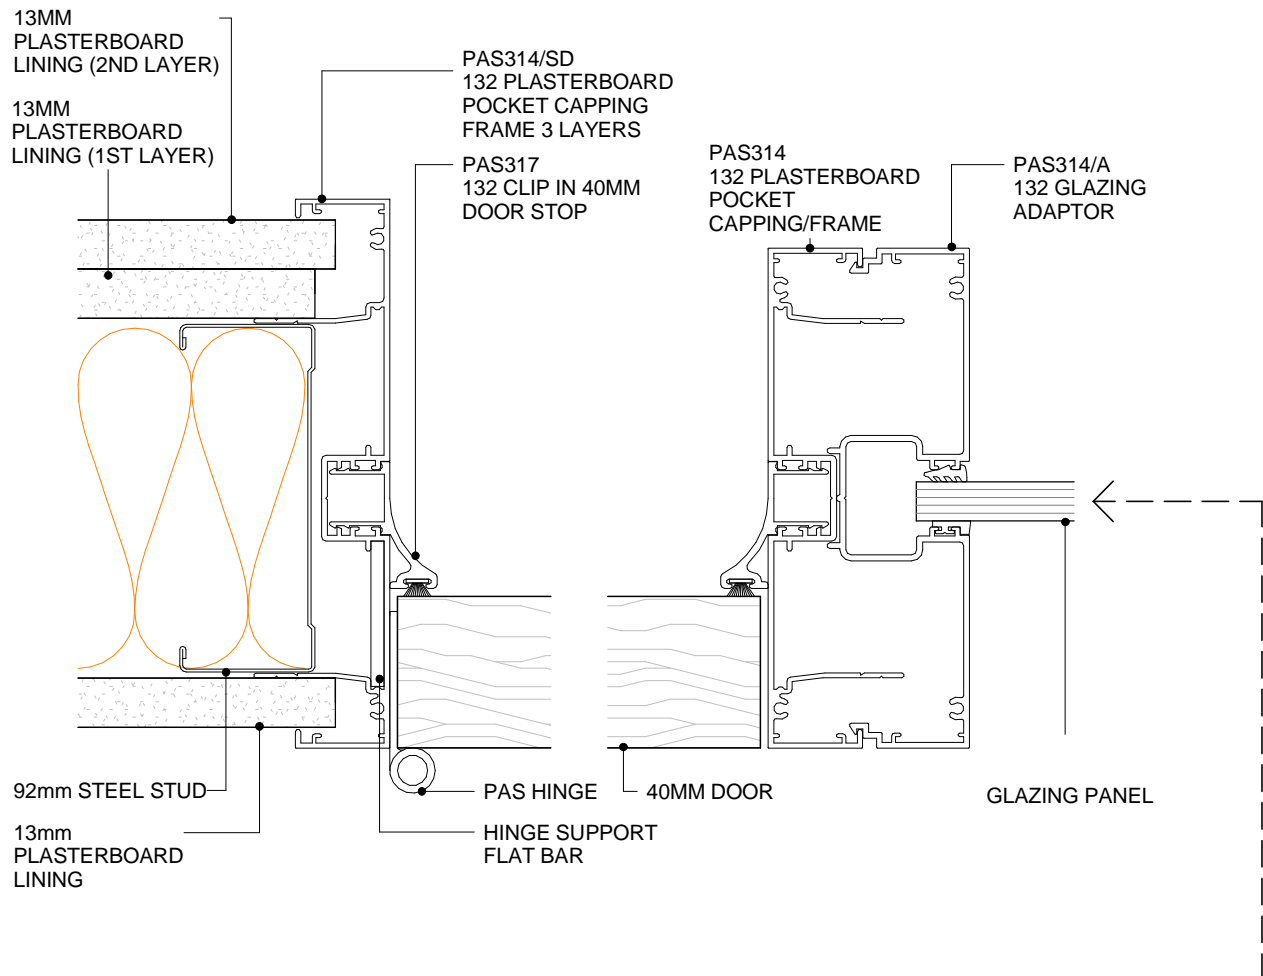 13MM
PLASTERBOARD
LINING (2ND LAYER)
13MM
PLASTERBOARD
LINING (1ST LAYER)
PAS314/SD
132 PLASTERBOARD
POCKET CAPPING
FRAME 3 LAYERS
PAS317
132 CLIP IN 40MM
DOOR STOP
PAS314
132 PLASTERBOARD
POCKET
CAPPING/FRAME
PAS314/A
132 GLAZING
ADAPTOR
92mm STEEL STUD
13mm
PLASTERBOARD
LINING
PAS HINGE
HINGE SUPPORT
FLAT BAR
40MM DOOR
GLAZING PANEL